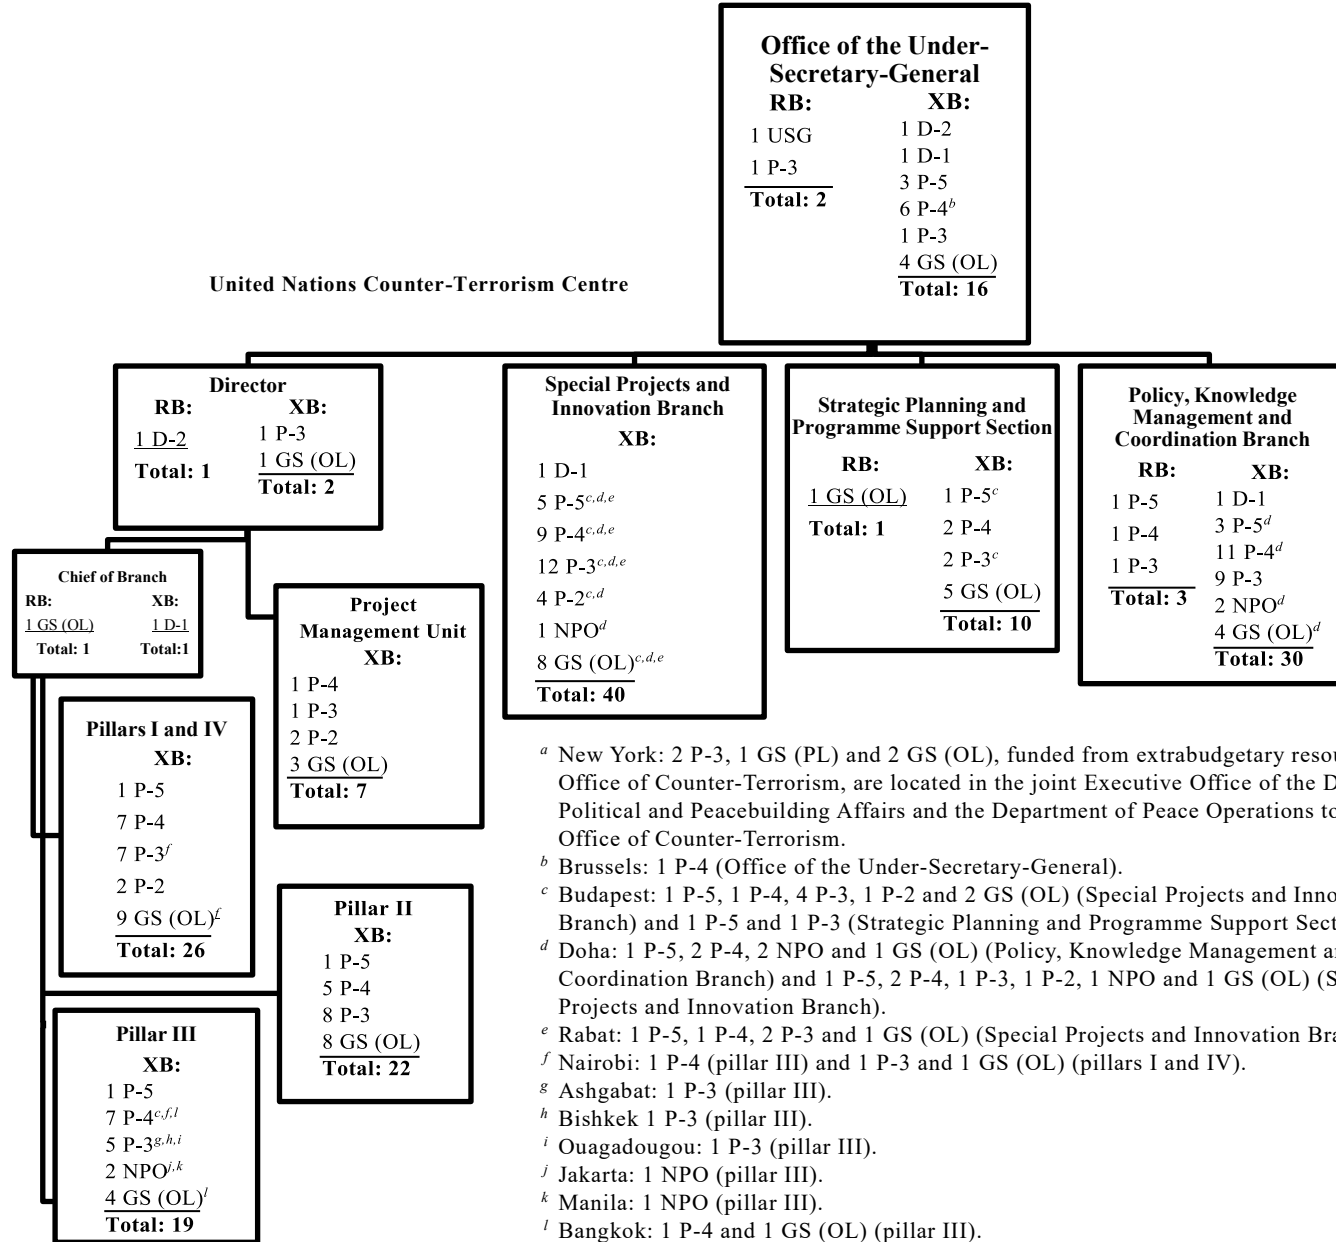 Office of the Under-
Secretary-General
RB:
1 USG
1 P-3
Total: 2
XB:
1 D-2
1 D-1
3 P-5
6 P-4b
1 P-3
4 GS (OL)
Total: 16
United Nations Counter-Terrorism Centre
Director
RB:
1 D-2
Total: 1
XB:
1 P-3
1 GS (OL)
Total: 2
Special Projects and
Innovation Branch
XB:
1 D-1
5 P-5c,d,e
9 P-4c,d,e
12 P-3c,d,e
4 P-2c,d
1 NPOd
8 GS (OL)c,d,e
Total: 40
Strategic Planning and
Programme Support Section
RB:
1 GS (OL)
Total: 1
XB:
1 P-5c
2 P-4
2 P-3c
5 GS (OL)
Total: 10
Policy, Knowledge
Management and
Coordination Branch
RB:
1 P-5
1 P-4
1 P-3
Total: 3
XB:
1 D-1
3 P-5d
11 P-4d
9 P-3
2 NPOd
4 GS (OL)d
Total: 30
Chief of Branch
RB:
1 GS (OL)
Total: 1
XB:
1 D-1
Total:1
Project
Management Unit
XB:
1 P-4
1 P-3
2 P-2
3 GS (OL)
Total: 7
Pillars I and IV
XB:
1 P-5
7 P-4
7 P-3f
2 P-2
9 GS (OL)f
Total: 26
Pillar II
XB:
1 P-5
5 P-4
8 P-3
8 GS (OL)
Total: 22
Pillar III
XB:
1 P-5
7 P-4c,f,l
5 P-3g,h,i
2 NPOj,k
4 GS (OL)l
Total: 19
a New York: 2 P-3, 1 GS (PL) and 2 GS (OL), funded from extrabudgetary resou
Office of Counter-Terrorism, are located in the joint Executive Office of the D
Political and Peacebuilding Affairs and the Department of Peace Operations to
Office of Counter-Terrorism.
b Brussels: 1 P-4 (Office of the Under-Secretary-General).
c Budapest: 1 P-5, 1 P-4, 4 P-3, 1 P-2 and 2 GS (OL) (Special Projects and Inno
Branch) and 1 P-5 and 1 P-3 (Strategic Planning and Programme Support Sect
d Doha: 1 P-5, 2 P-4, 2 NPO and 1 GS (OL) (Policy, Knowledge Management a
Coordination Branch) and 1 P-5, 2 P-4, 1 P-3, 1 P-2, 1 NPO and 1 GS (OL) (S
Projects and Innovation Branch).
e Rabat: 1 P-5, 1 P-4, 2 P-3 and 1 GS (OL) (Special Projects and Innovation Bra
f Nairobi: 1 P-4 (pillar III) and 1 P-3 and 1 GS (OL) (pillars I and IV).
g Ashgabat: 1 P-3 (pillar III).
h Bishkek 1 P-3 (pillar III).
i Ouagadougou: 1 P-3 (pillar III).
j Jakarta: 1 NPO (pillar III).
k Manila: 1 NPO (pillar III).
l Bangkok: 1 P-4 and 1 GS (OL) (pillar III).